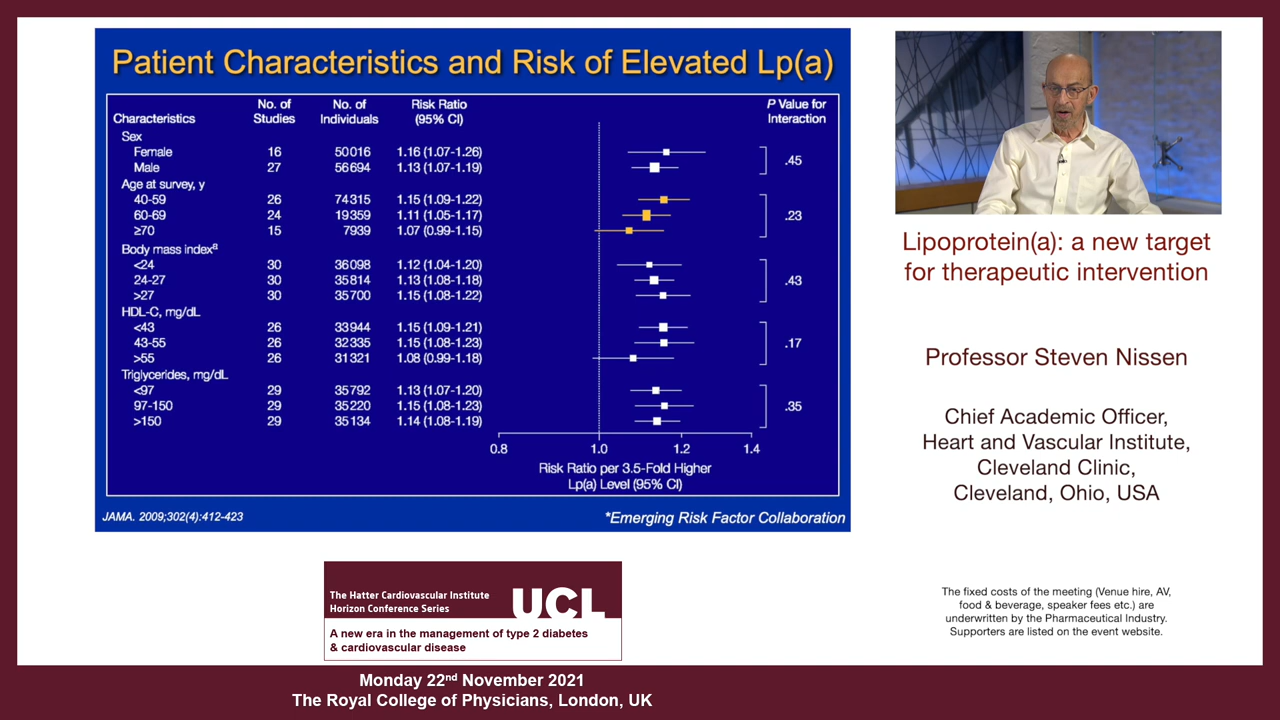 Patient Characteristics and Risk of Elevated Lp(a)
Characteristics No. of Studies No. of Individuals Risk Ratio (95% CI) P Value for Interaction
Sex
Female 16 50016 1.16 (1.07-1.26)
Male 27 56694 1.13 (1.07-1.19)
.45
Age at survey, y
40-59 26 74315 1.15 (1.09-1.22)
60-69 24 19359 1.11 (1.05-1.17)
≥70 15 7939 1.07 (0.99-1.15)
.23
Body mass indexª
<24 30 36098 1.12 (1.04-1.20)
24-27 30 35814 1.13 (1.08-1.18)
>27 30 35700 1.15 (1.08-1.22)
.43
HDL-C, mg/dL
<43 26 33944 1.15 (1.09-1.21)
43-55 26 32335 1.15 (1.08-1.23)
>55 26 31321 1.08 (0.99-1.18)
.17
Triglycerides, mg/dL
<97 29 35792 1.13 (1.07-1.20)
97-150 29 35220 1.15 (1.08-1.23)
>150 29 35134 1.14 (1.08-1.19)
.35
0.8 1.0 1.2 1.4
Risk Ratio per 3.5-Fold Higher
Lp(a) Level (95% CI)
JAMA. 2009;302(4):412-423
*Emerging Risk Factor Collaboration
Lipoprotein(a): a new target
for therapeutic intervention
Professor Steven Nissen
Chief Academic Officer,
Heart and Vascular Institute,
Cleveland Clinic,
Cleveland, Ohio, USA
The fixed costs of the meeting (Venue hire, AV,
food & beverage, speaker fees etc.) are
underwritten by the Pharmaceutical Industry.
Supporters are listed on the event website.
The Hatter Cardiovascular Institute
Horizon Conference Series
UCL
A new era in the management of type 2 diabetes
& cardiovascular disease
Monday 22nd November 2021
The Royal College of Physicians, London, UK